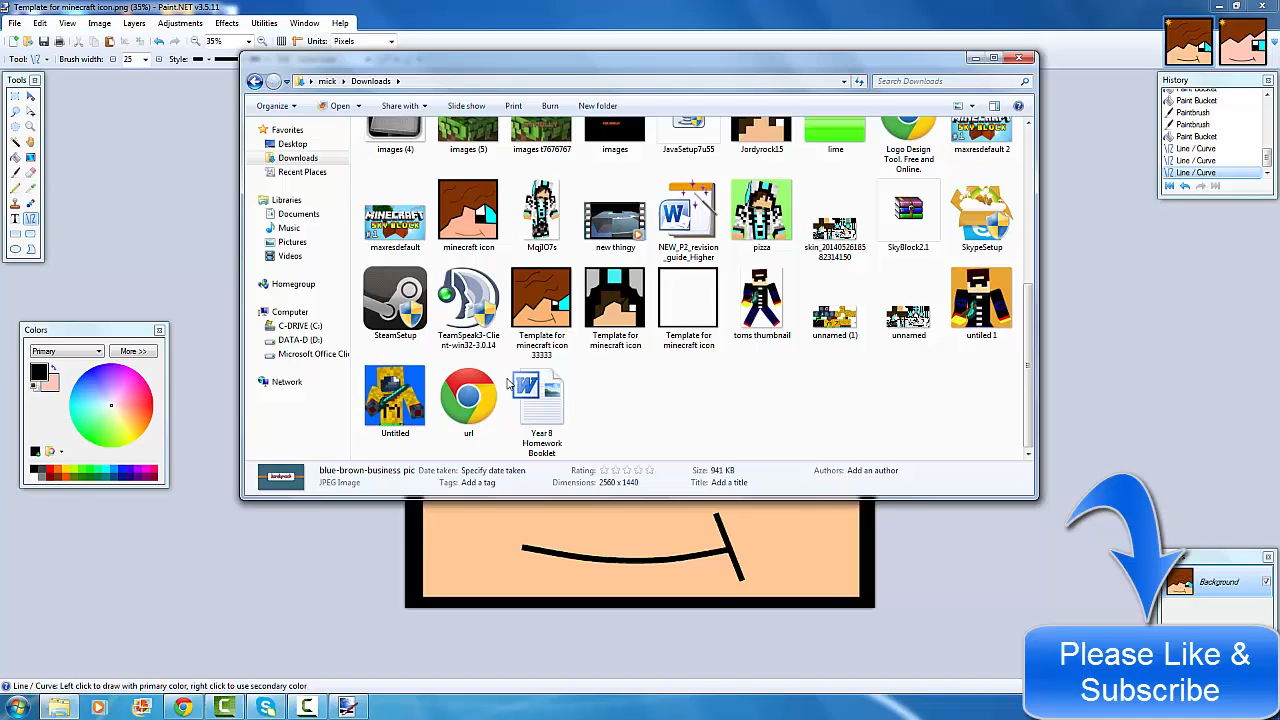 Template for minecraft icon.png (35%) - Paint.NET v3.5.11
File Edit View Image Layers Adjustments Effects Utilities Window Help
35% Units: Pixels
Tool: Brush width: 25 Style:
Tools
mick Downloads
Search Downloads
Organize Open Share with Slide show Print Burn New folder
Favorites
Desktop
Downloads
Recent Places
Libraries
Documents
Music
Pictures
Videos
Homegroup
Computer
C-DRIVE (C:)
DATA-D (D:)
Microsoft Office Clic
Network
images (4) images (5) images t7676767 images JavaSetup7u55 Jordyrock15 lime Logo Design Tool. Free and Online. maxresdefault 2
MINECRAFT SKYBLOCK
maxresdefault minecraft icon new thingy NEW_P2_revision_guide_Higher pizza skin_2014052618582314150 SkyBlock2.1 SkypeSetup
SteamSetup TeamSpeak3-Client-win32-3.0.14 Template for minecraft icon 33333 Template for minecraft icon Template for minecraft icon toms thumbnail unnamed (1) unnamed untiled 1
Untitled url Year 8 Homework Booklet
blue-brown-business pic Date taken: Specify date taken Rating: Size: 941 KB Authors: Add an author
JPEG Image Tags: Add a tag Dimensions: 2560 x 1440 Title: Add a title
History
Paint Bucket
Paintbrush
Paintbrush
Paint Bucket
Line / Curve
Line / Curve
Line / Curve
Colors
Primary More >>
Background
Please Like &
Subscribe
Line / Curve: Left click to draw with primary color, right click to use secondary color